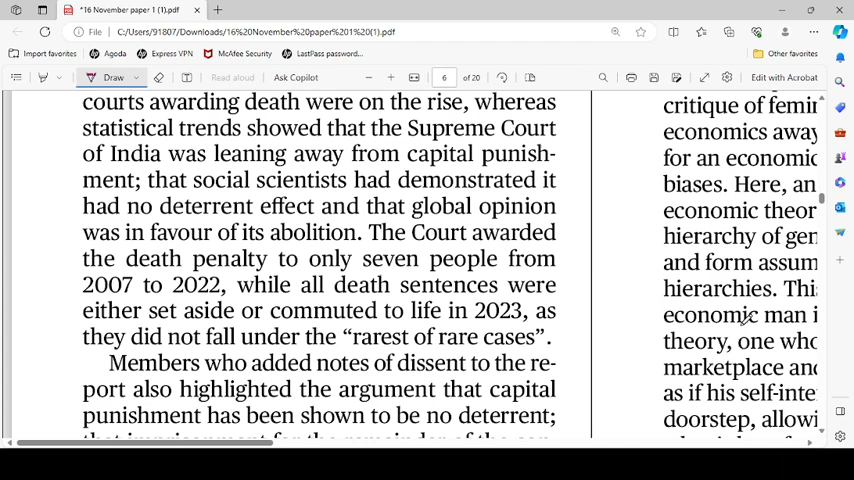 *16 November paper 1 (1).pdf
File
C:/Users/91807/Downloads/16%20November%20paper%201%20(1).pdf
Import favorites
Agoda
Express VPN
McAfee Security
LastPass password...
Other favorites
Draw
Read aloud
Ask Copilot
6
of 20
Edit with Acrobat
courts awarding death were on the rise, whereas
statistical trends showed that the Supreme Court
of India was leaning away from capital punish-
ment; that social scientists had demonstrated it
had no deterrent effect and that global opinion
was in favour of its abolition. The Court awarded
the death penalty to only seven people from
2007 to 2022, while all death sentences were
either set aside or commuted to life in 2023, as
they did not fall under the “rarest of rare cases”.
Members who added notes of dissent to the re-
port also highlighted the argument that capital
punishment has been shown to be no deterrent;
critique of femin
economics away
for an economic
biases. Here, an
economic theor
hierarchy of gen
and form assum
hierarchies. This
economic man i
theory, one who
marketplace and
as if his self-inte
doorstep, allowi